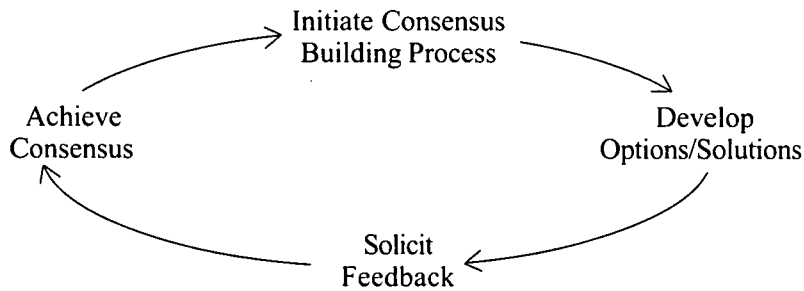 Initiate Consensus
Building Process
Develop
Options/Solutions
Solicit
Feedback
Achieve
Consensus